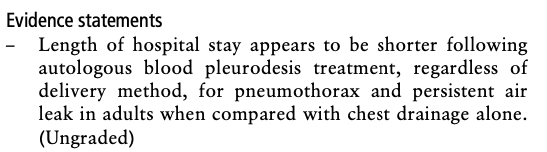 Evidence statements
– Length of hospital stay appears to be shorter following
autologous blood pleurodesis treatment, regardless of
delivery method, for pneumothorax and persistent air
leak in adults when compared with chest drainage alone.
(Ungraded)